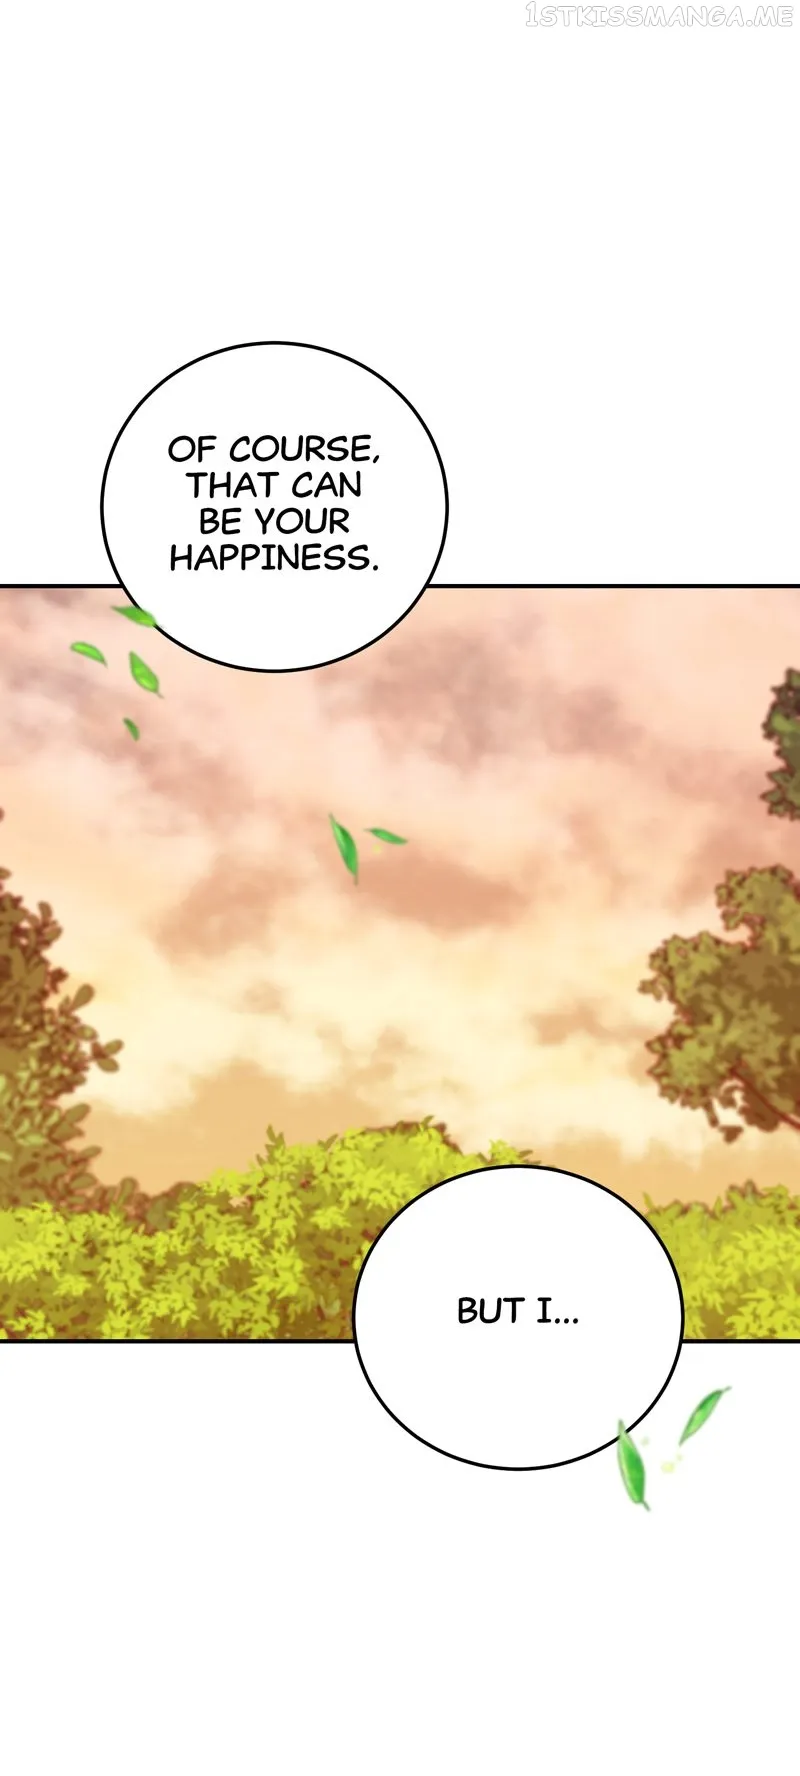 1STKISSMANGA.ME
OF COURSE,
THAT CAN
BE YOUR
HAPPINESS.
BUT I...